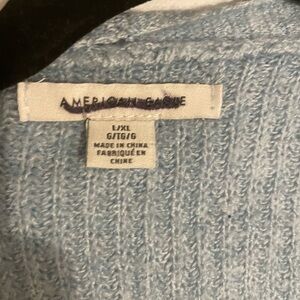 AMERICAN EAGLE
L/XL
G/TG/G
MADE IN CHINA
FABRIQUÉ EN
CHINE